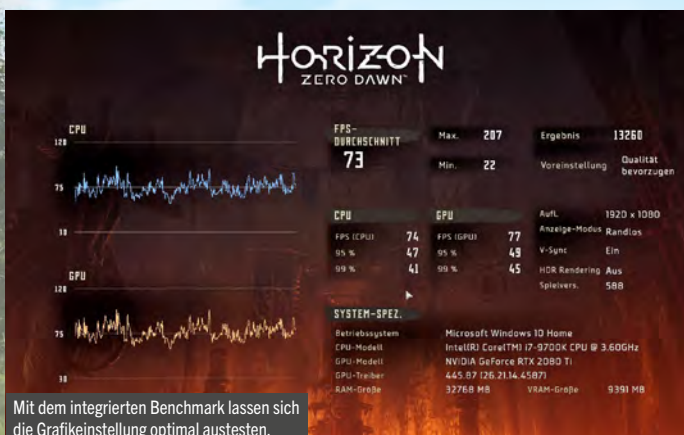 HORIZON
ZERO DAWN™
CPU
120
75
30
GPU
120
75
30
FPS-
DURCHSCHNITT
73
Max. 207
Min. 22
Ergebnis 13260
Voreinstellung Qualität
bevorzugen
CPU
FPS (CPU) 74
95 % 47
99 % 41
GPU
FPS (GPU) 77
95 % 49
99 % 45
Aufl. 1920 x 1080
Anzeige-Modus Randlos
V-Sync Ein
HDR Rendering Aus
Spielvers. 588
SYSTEM-SPEZ.
Betriebssystem Microsoft Windows 10 Home
CPU-Modell Intel(R) Core(TM) i7-9700K CPU @ 3.60GHz
GPU-Modell NVIDIA GeForce RTX 2080 Ti
GPU-Treiber 445.87 (26.21.14.4587)
RAM-Größe 32768 MB VRAM-Größe 9391 MB
Mit dem integrierten Benchmark lassen sich
die Grafikeinstellung optimal austesten.